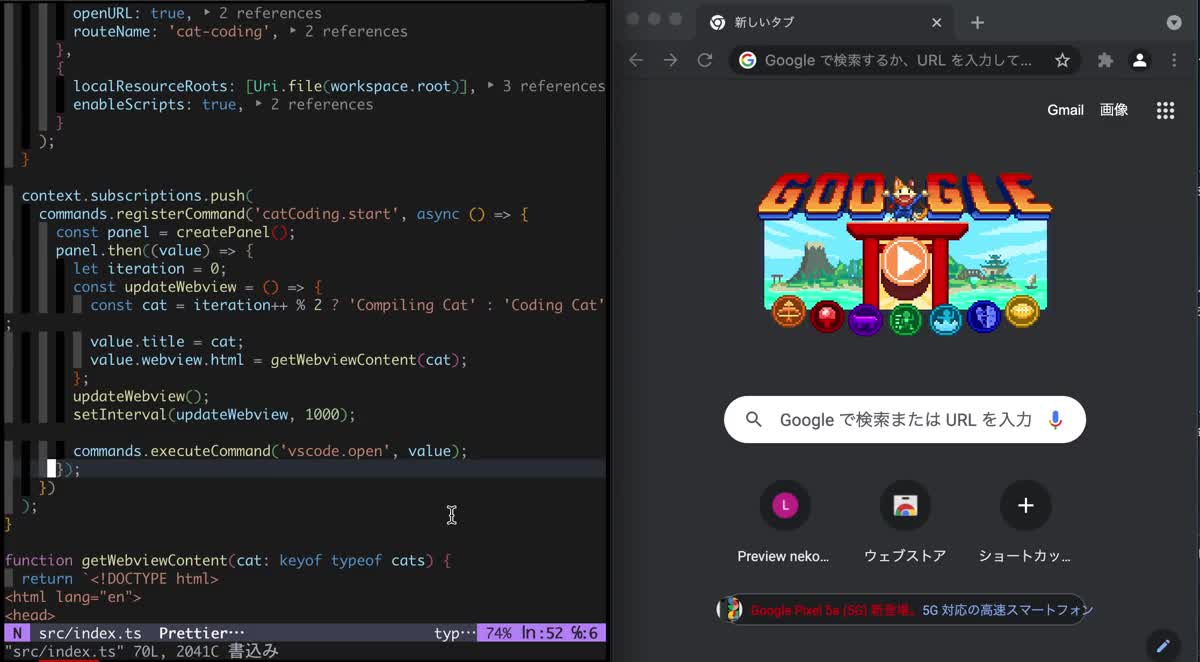 openURL: true, ‣ 2 references
routeName: 'cat-coding', ‣ 2 references
},
{
localResourceRoots: [Uri.file(workspace.root)], ‣ 3 references
enableScripts: true, ‣ 2 references
}
);
}
context.subscriptions.push(
commands.registerCommand('catCoding.start', async () => {
const panel = createPanel();
panel.then((value) => {
let iteration = 0;
const updateWebview = () => {
const cat = iteration++ % 2 ? 'Compiling Cat' : 'Coding Cat'
;
value.title = cat;
value.webview.html = getWebviewContent(cat);
};
updateWebview();
setInterval(updateWebview, 1000);
commands.executeCommand('vscode.open', value);
});
})
);
}
function getWebviewContent(cat: keyof typeof cats) {
return `<!DOCTYPE html>
<html lang="en">
<head>
N src/index.ts Prettier… typ… 74% ln:52 ℅:6
"src/index.ts" 70L, 2041C 書込み
新しいタブ
Google で検索するか、URL を入力して...
Gmail 画像
GOOGLE
Google で検索または URL を入力
L
Preview neko... ウェブストア ショートカッ...
Google Pixel 5a (5G) 新登場。5G 対応の高速スマートフォン